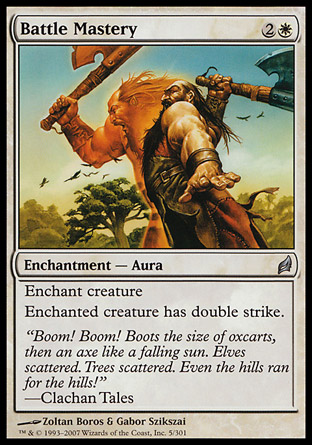 Battle Mastery 2
Enchantment — Aura
Enchant creature
Enchanted creature has double strike.
“Boom! Boom! Boots the size of oxcarts,
then an axe like a falling sun. Elves
scattered. Trees scattered. Even the hills ran
for the hills!”
—Clachan Tales
Zoltan Boros & Gabor Szikszai
™ & © 1993–2007 Wizards of the Coast, Inc. 5/301